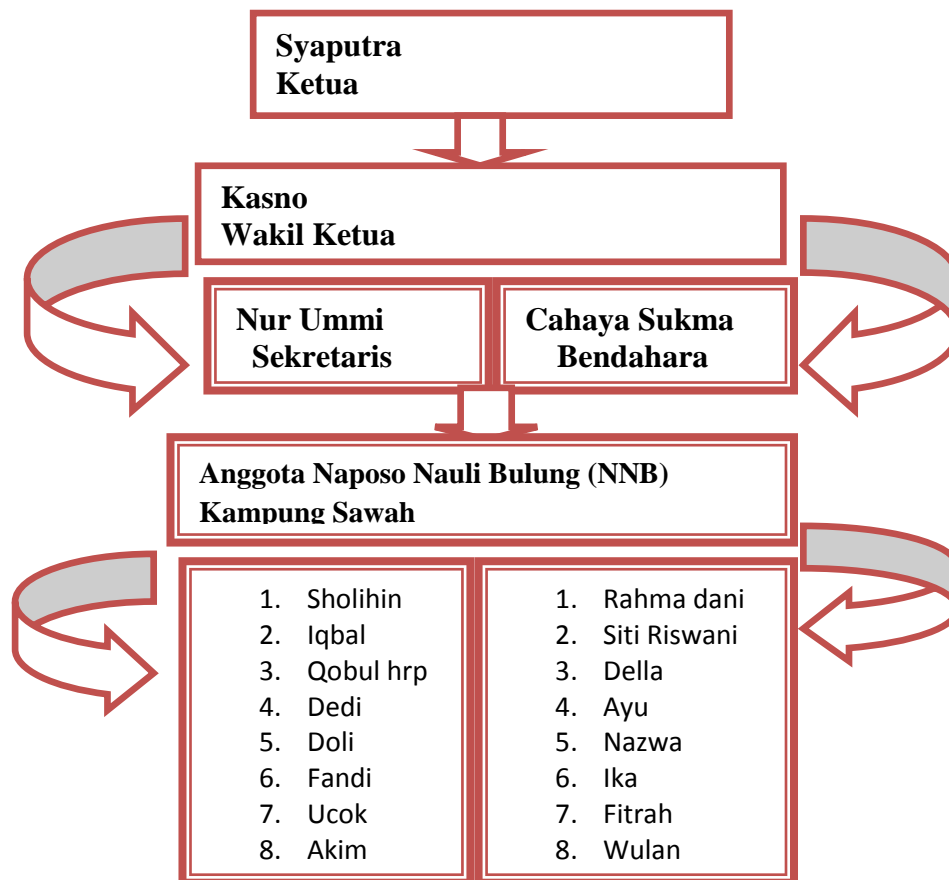 Syaputra
Ketua
Kasno
Wakil Ketua
Nur Ummi
Sekretaris
Cahaya Sukma
Bendahara
Anggota Naposo Nauli Bulung (NNB)
Kampung Sawah
1. Sholihin
2. Iqbal
3. Qobul hrp
4. Dedi
5. Doli
6. Fandi
7. Ucok
8. Akim
1. Rahma dani
2. Siti Riswani
3. Della
4. Ayu
5. Nazwa
6. Ika
7. Fitrah
8. Wulan